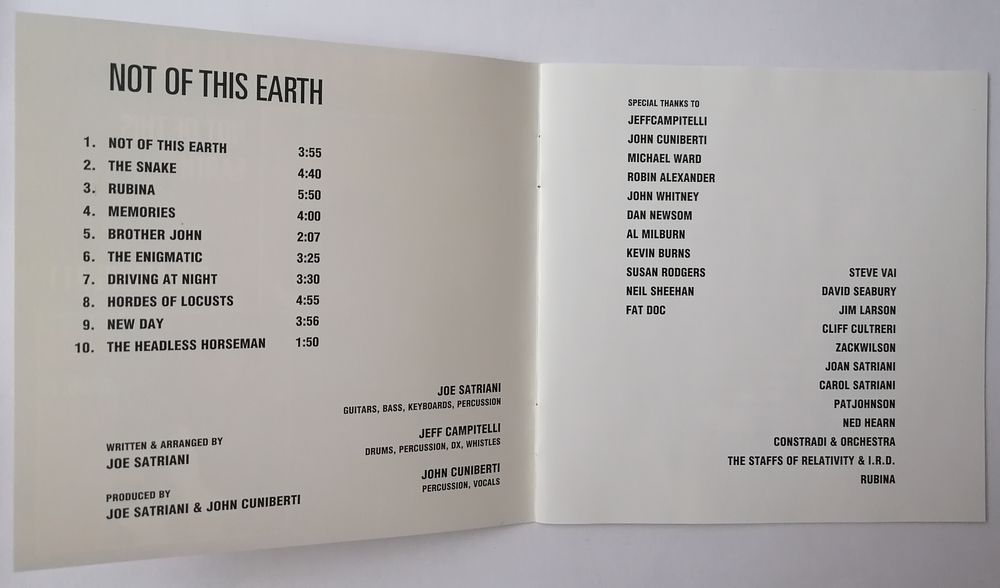 NOT OF THIS EARTH
1. NOT OF THIS EARTH 3:55
2. THE SNAKE 4:40
3. RUBINA 5:50
4. MEMORIES 4:00
5. BROTHER JOHN 2:07
6. THE ENIGMATIC 3:25
7. DRIVING AT NIGHT 3:30
8. HORDES OF LOCUSTS 4:55
9. NEW DAY 3:56
10. THE HEADLESS HORSEMAN 1:50
JOE SATRIANI
GUITARS, BASS, KEYBOARDS, PERCUSSION
JEFF CAMPITELLI
DRUMS, PERCUSSION, DX, WHISTLES
JOHN CUNIBERTI
PERCUSSION, VOCALS
WRITTEN & ARRANGED BY
JOE SATRIANI
PRODUCED BY
JOE SATRIANI & JOHN CUNIBERTI
SPECIAL THANKS TO
JEFFCAMPITELLI
JOHN CUNIBERTI
MICHAEL WARD
ROBIN ALEXANDER
JOHN WHITNEY
DAN NEWSOM
AL MILBURN
KEVIN BURNS
SUSAN RODGERS
NEIL SHEEHAN
FAT DOC
STEVE VAI
DAVID SEABURY
JIM LARSON
CLIFF CULTRERI
ZACKWILSON
JOAN SATRIANI
CAROL SATRIANI
PATJOHNSON
NED HEARN
CONSTRADI & ORCHESTRA
THE STAFFS OF RELATIVITY & I.R.D.
RUBINA